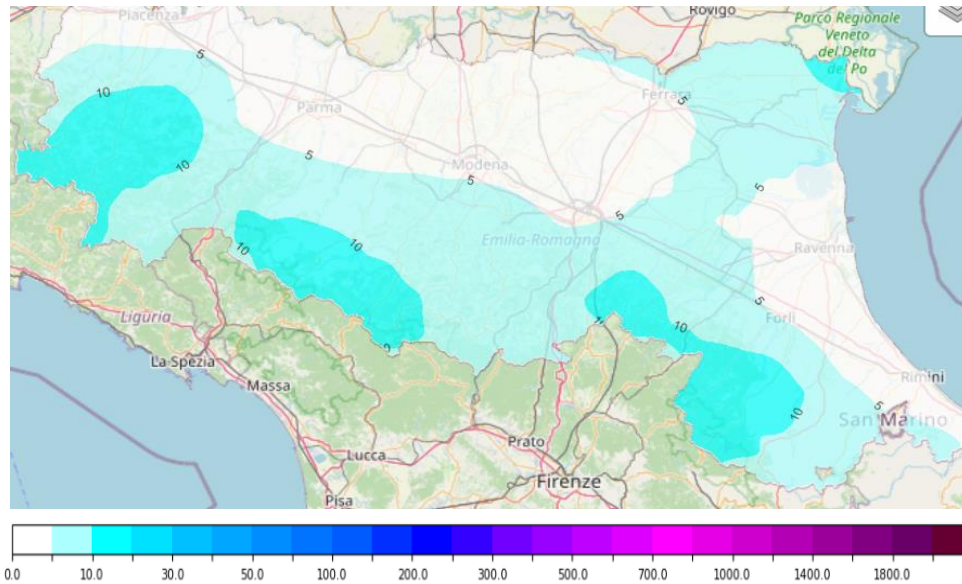 Piacenza
Rovigo
Parco Regionale
Veneto
del Delta
del Po
5
10
Parma
Ferrara
5
5
Modena
10
5
5
5
Emilia-Romagna
10
10
Ravenna
5
Liguria
10
Forlì
La Spezia
Massa
Rimini
10
5
San Marino
Prato
Lucca
Firenze
Pisa
0.0 10.0 30.0 50.0 100.0 200.0 300.0 500.0 700.0 1000.0 1400.0 1800.0